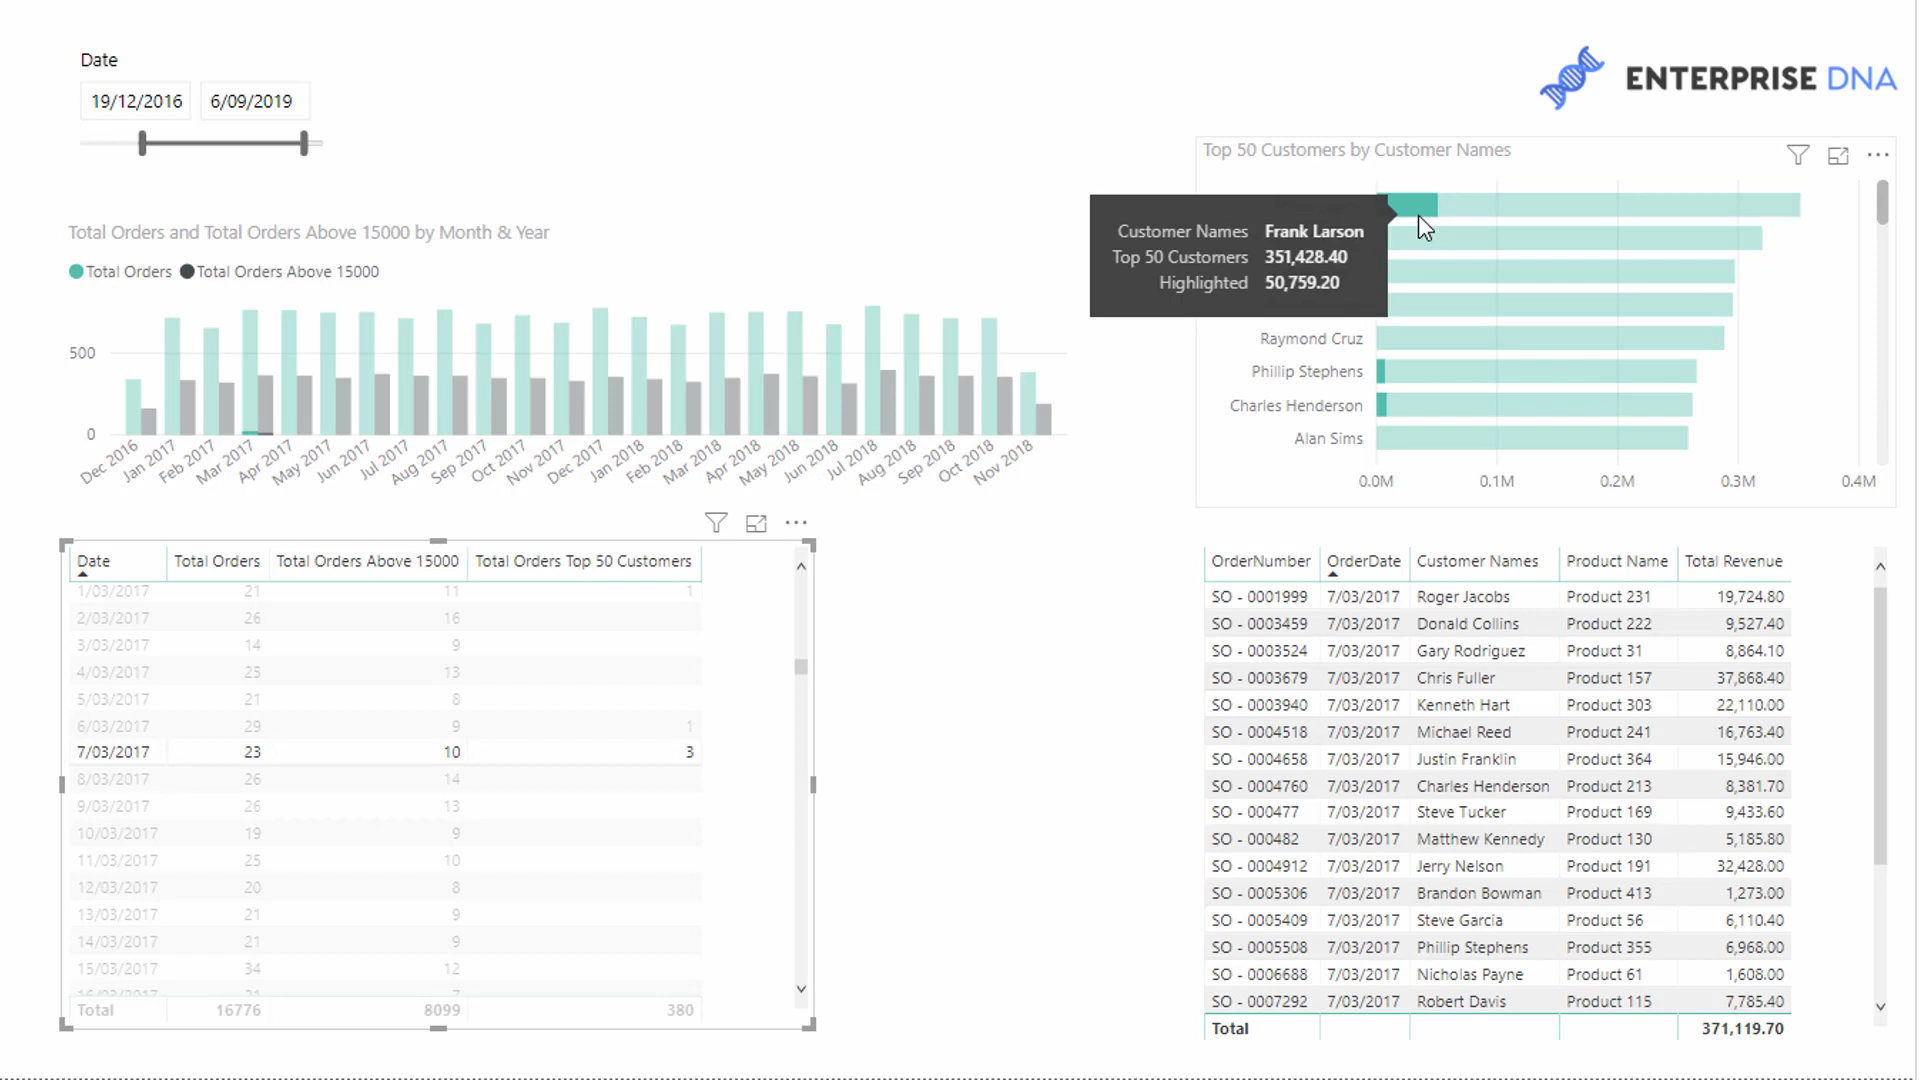 Date
19/12/2016 6/09/2019
ENTERPRISE DNA
Total Orders and Total Orders Above 15000 by Month & Year
Total Orders Total Orders Above 15000
500
0
Dec 2016 Jan 2017 Feb 2017 Mar 2017 Apr 2017 May 2017 Jun 2017 Jul 2017 Aug 2017 Sep 2017 Oct 2017 Nov 2017 Dec 2017 Jan 2018 Feb 2018 Mar 2018 Apr 2018 May 2018 Jun 2018 Jul 2018 Aug 2018 Sep 2018 Oct 2018 Nov 2018
Top 50 Customers by Customer Names
Customer Names Frank Larson
Top 50 Customers 351,428.40
Highlighted 50,759.20
Raymond Cruz
Phillip Stephens
Charles Henderson
Alan Sims
0.0M 0.1M 0.2M 0.3M 0.4M
Date Total Orders Total Orders Above 15000 Total Orders Top 50 Customers
1/03/2017 21 11 1
2/03/2017 26 16
3/03/2017 14 9
4/03/2017 25 13
5/03/2017 21 8
6/03/2017 29 9 1
7/03/2017 23 10 3
8/03/2017 26 14
9/03/2017 26 13
10/03/2017 19 9
11/03/2017 25 10
12/03/2017 20 8
13/03/2017 21 9
14/03/2017 21 9
15/03/2017 34 12
16/03/2017 21 7
Total 16776 8099 380
OrderNumber OrderDate Customer Names Product Name Total Revenue
SO - 0001999 7/03/2017 Roger Jacobs Product 231 19,724.80
SO - 0003459 7/03/2017 Donald Collins Product 222 9,527.40
SO - 0003524 7/03/2017 Gary Rodriguez Product 31 8,864.10
SO - 0003679 7/03/2017 Chris Fuller Product 157 37,868.40
SO - 0003940 7/03/2017 Kenneth Hart Product 303 22,110.00
SO - 0004518 7/03/2017 Michael Reed Product 241 16,763.40
SO - 0004658 7/03/2017 Justin Franklin Product 364 15,946.00
SO - 0004760 7/03/2017 Charles Henderson Product 213 8,381.70
SO - 000477 7/03/2017 Steve Tucker Product 169 9,433.60
SO - 000482 7/03/2017 Matthew Kennedy Product 130 5,185.80
SO - 0004912 7/03/2017 Jerry Nelson Product 191 32,428.00
SO - 0005306 7/03/2017 Brandon Bowman Product 413 1,273.00
SO - 0005409 7/03/2017 Steve Garcia Product 56 6,110.40
SO - 0005508 7/03/2017 Phillip Stephens Product 355 6,968.00
SO - 0006688 7/03/2017 Nicholas Payne Product 61 1,608.00
SO - 0007292 7/03/2017 Robert Davis Product 115 7,785.40
Total 371,119.70